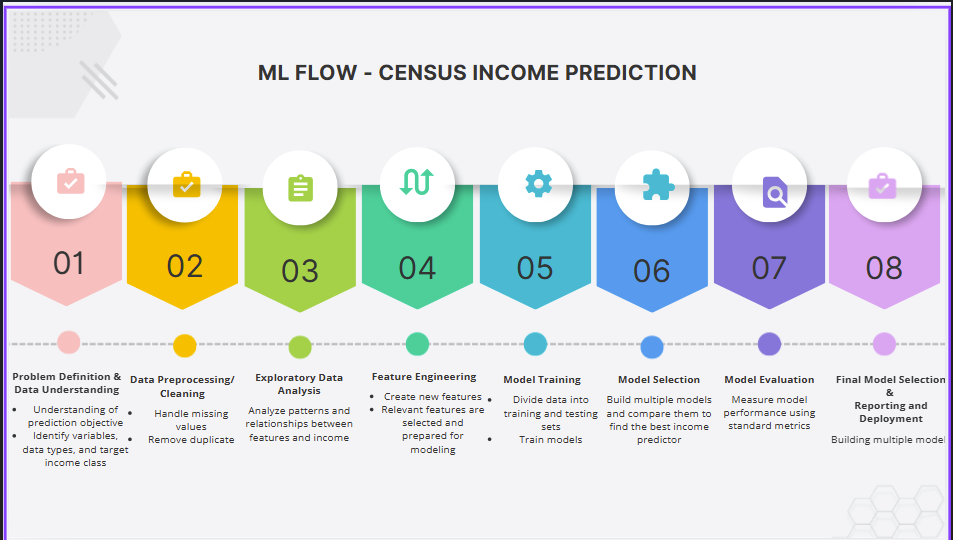 ML FLOW - CENSUS INCOME PREDICTION
01
02
03
04
05
06
07
08
Problem Definition &
Data Understanding
• Understanding of
prediction objective
• Identify variables,
data types, and target
income class
Data Preprocessing/
Cleaning
• Handle missing
values
• Remove duplicate
Exploratory Data
Analysis
Analyze patterns and
relationships between
features and income
Feature Engineering
• Create new features
• Relevant features are
selected and
prepared for
modeling
Model Training
• Divide data into
training and testing
sets
• Train models
Model Selection
Build multiple models
and compare them to
find the best income
predictor
Model Evaluation
Measure model
performance using
standard metrics
Final Model Selection
&
Reporting and
Deployment
Building multiple model